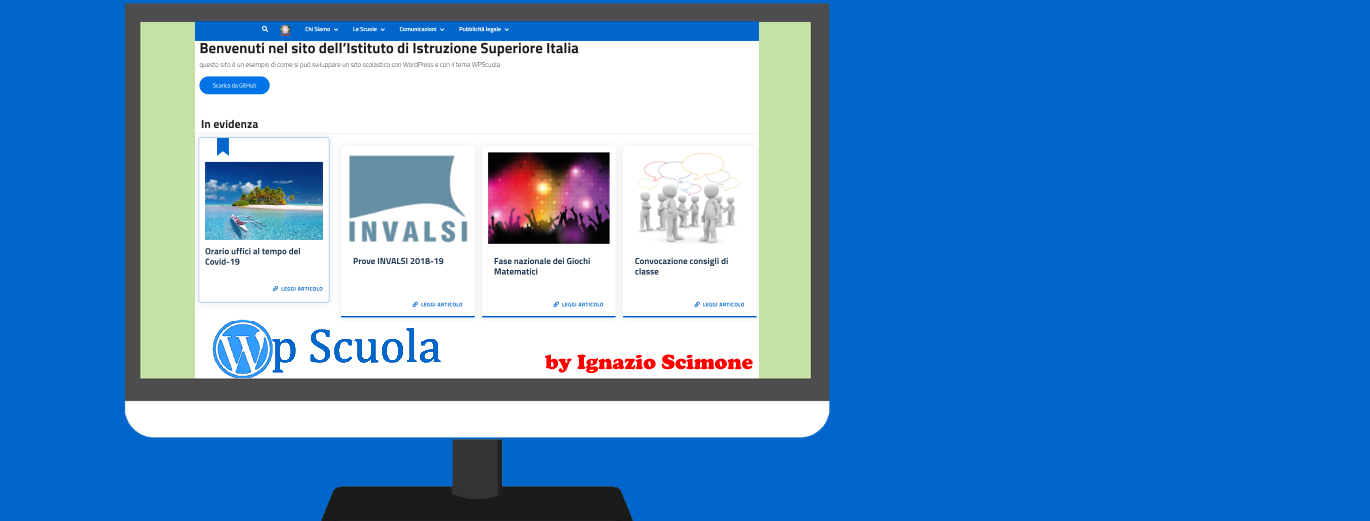 Chi Siamo Le Scuole Comunicazioni Pubblicità legale
Benvenuti nel sito dell'Istituto di Istruzione Superiore Italia
questo sito è un esempio di come si può sviluppare un sito scolastico con WordPress e con il tema WPScuola
Scarica da GitHub
In evidenza
Orario uffici al tempo del
Covid-19
LEGGI ARTICOLO
INVALSI
Prove INVALSI 2018-19
LEGGI ARTICOLO
Fase nazionale dei Giochi
Matematici
LEGGI ARTICOLO
Convocazione consigli di
classe
LEGGI ARTICOLO
Wp Scuola
by Ignazio Scimone